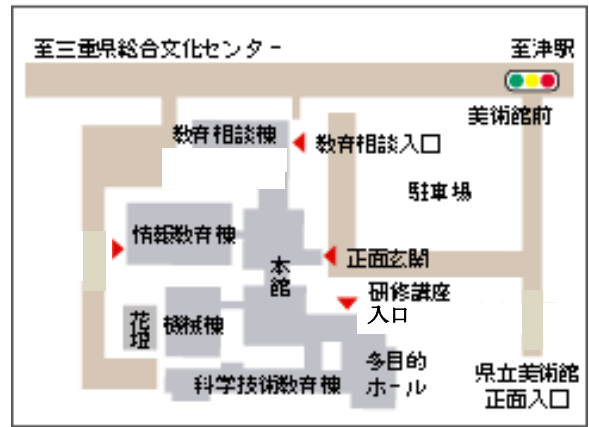 至三重県総合文化センター
至津駅
美術館前
教育相談棟
教育相談入口
駐車場
情報教育棟
正面玄関
本館
研修講座
入口
花壇
機械棟
多目的
ホール
科学技術教育棟
県立美術館
正面入口